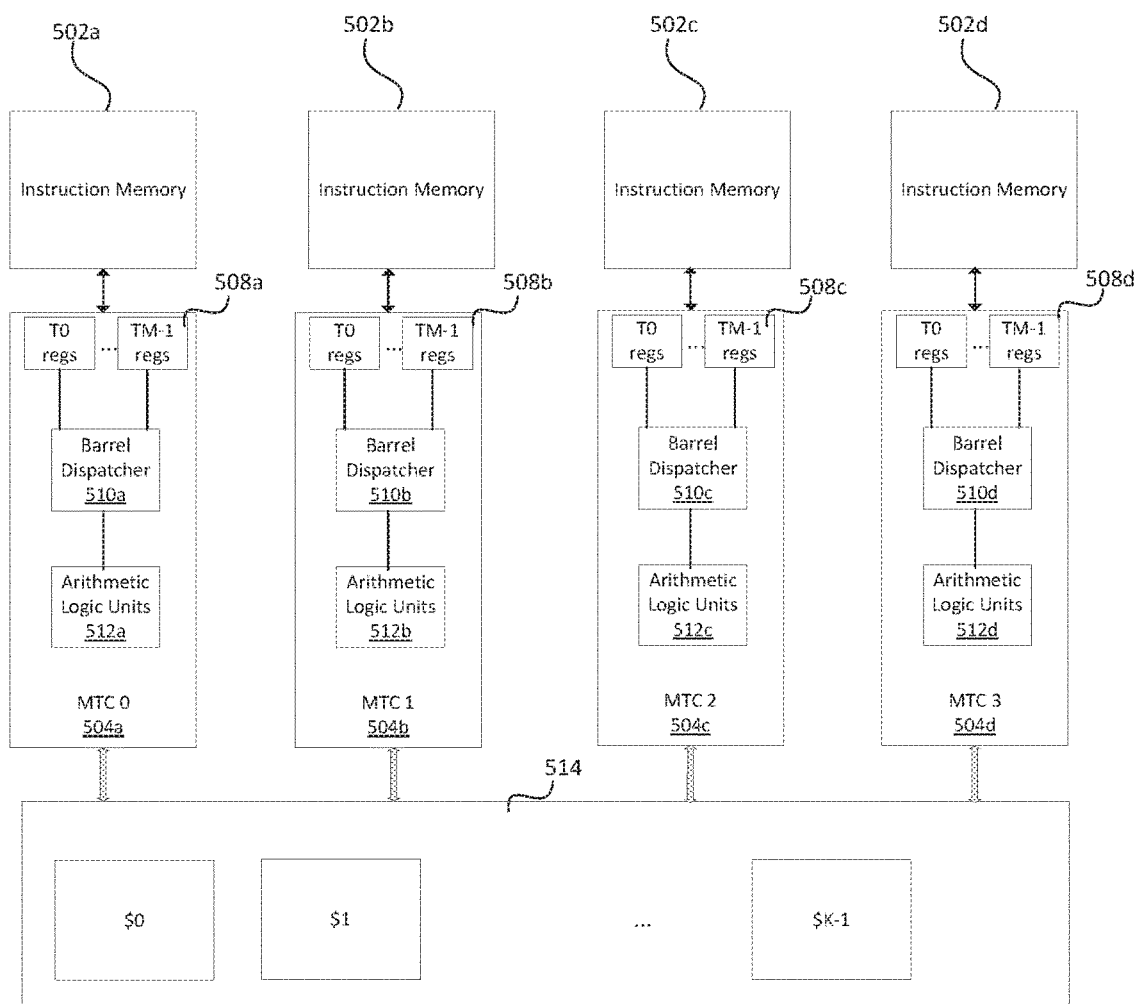 502a 502b 502c 502d
Instruction Memory Instruction Memory Instruction Memory Instruction Memory
508a 508b 508c 508d
T0 TM-1 T0 TM-1 T0 TM-1 T0 TM-1
... ... ... ...
regs regs regs regs regs regs regs regs
Barrel Barrel Barrel Barrel
Dispatcher Dispatcher Dispatcher Dispatcher
510a 510b 510c 510d
Arithmetic Arithmetic Arithmetic Arithmetic
Logic Units Logic Units Logic Units Logic Units
512a 512b 512c 512d
MTC 0 MTC 1 MTC 2 MTC 3
504a 504b 504c 504d
514
$0 $1 ... $K-1